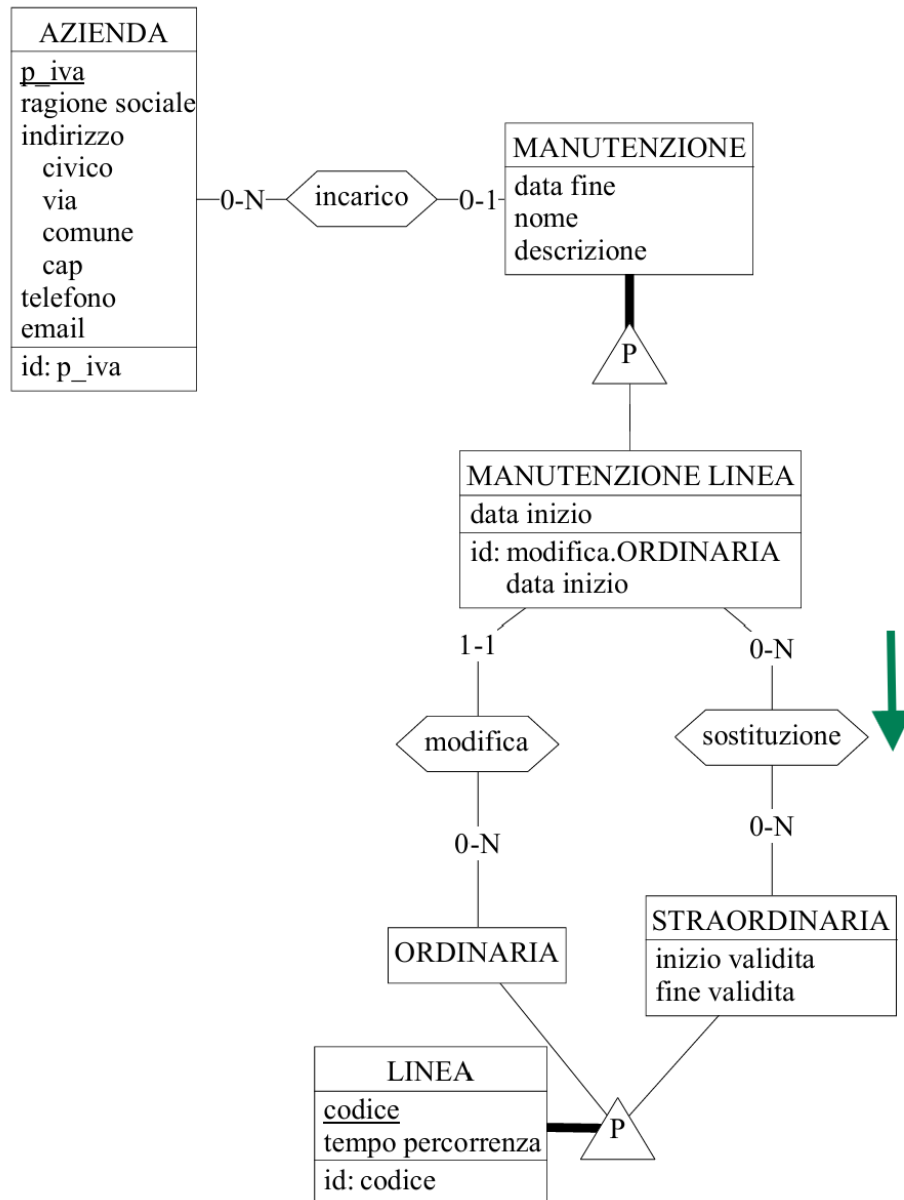 AZIENDA
p_iva
ragione sociale
indirizzo
civico
via
comune
cap
telefono
email
id: p_iva
0-N
incarico
0-1
MANUTENZIONE
data fine
nome
descrizione
P
MANUTENZIONE LINEA
data inizio
id: modifica.ORDINARIA
data inizio
1-1
0-N
modifica
sostituzione
0-N
0-N
ORDINARIA
STRAORDINARIA
inizio validita
fine validita
LINEA
codice
tempo percorrenza
id: codice
P